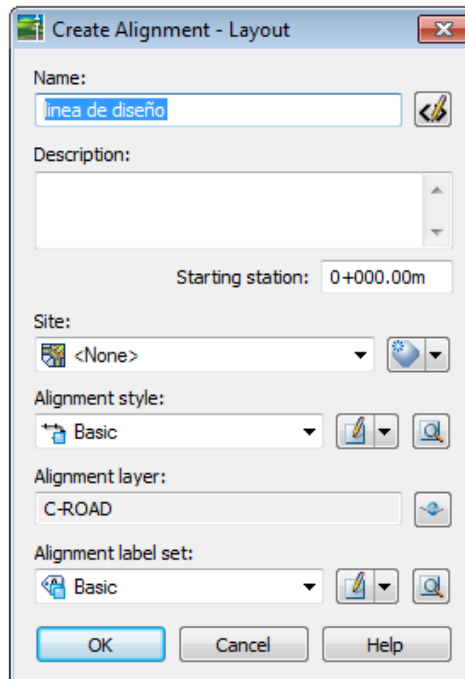 Create Alignment - Layout
Name:
linea de diseño
Description:
Starting station: 0+000.00m
Site:
<None>
Alignment style:
Basic
Alignment layer:
C-ROAD
Alignment label set:
Basic
OK Cancel Help